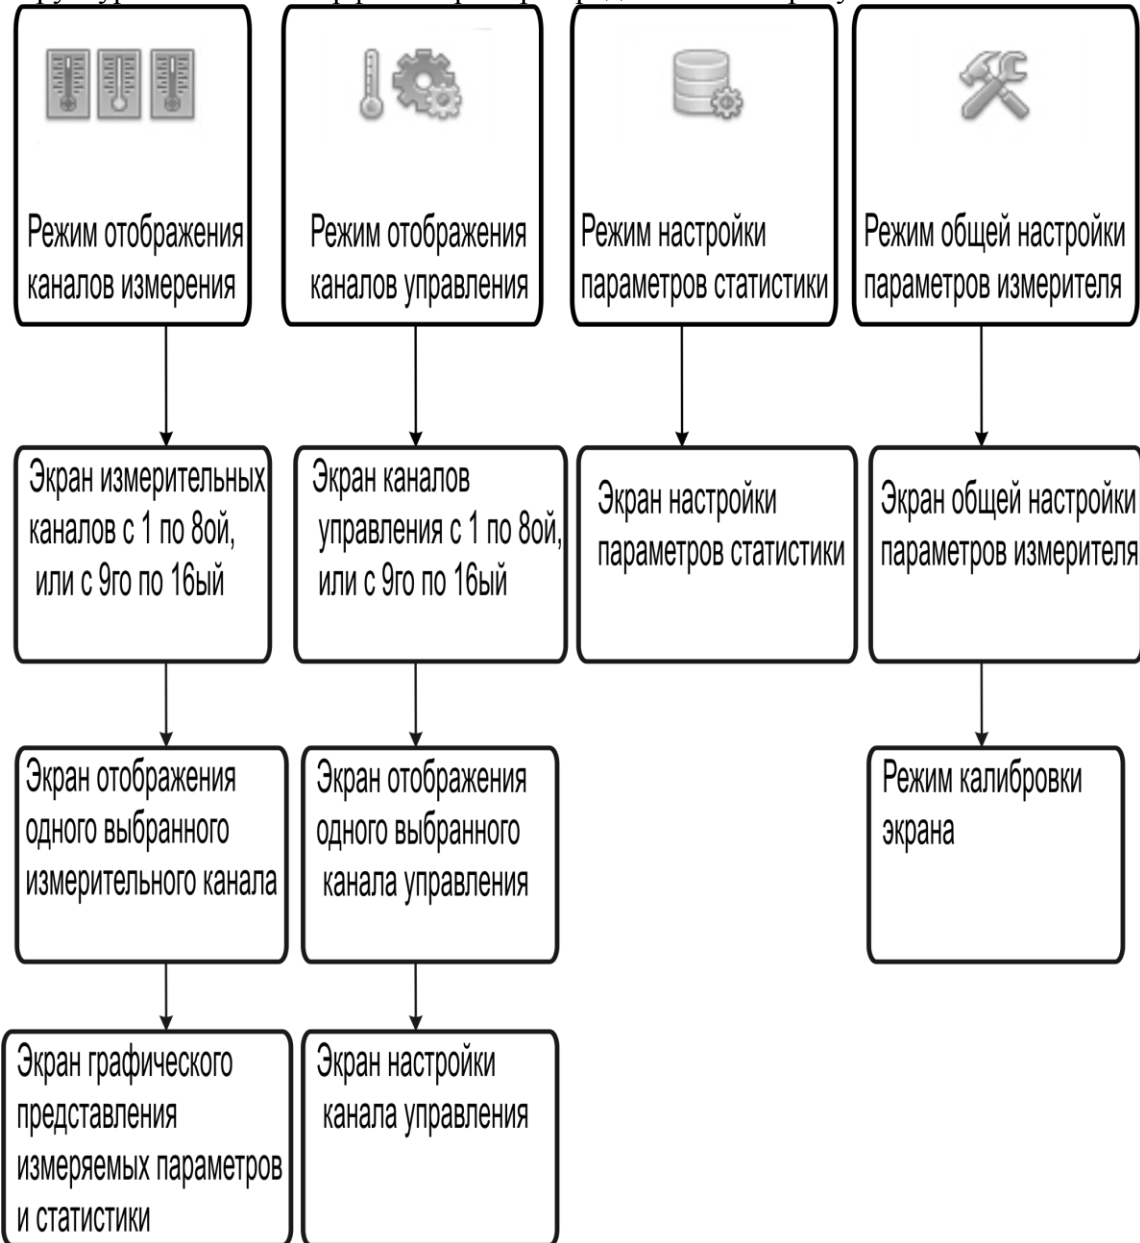 Режим отображения
каналов измерения
Режим отображения
каналов управления
Режим настройки
параметров статистики
Режим общей настройки
параметров измерителя
Экран измерительных
каналов с 1 по 8ой,
или с 9го по 16ый
Экран каналов
управления с 1 по 8ой,
или с 9го по 16ый
Экран настройки
параметров статистики
Экран общей настройки
параметров измерителя
Экран отображения
одного выбранного
измерительного канала
Экран отображения
одного выбранного
канала управления
Режим калибровки
экрана
Экран графического
представления
измеряемых параметров
и статистики
Экран настройки
канала управления